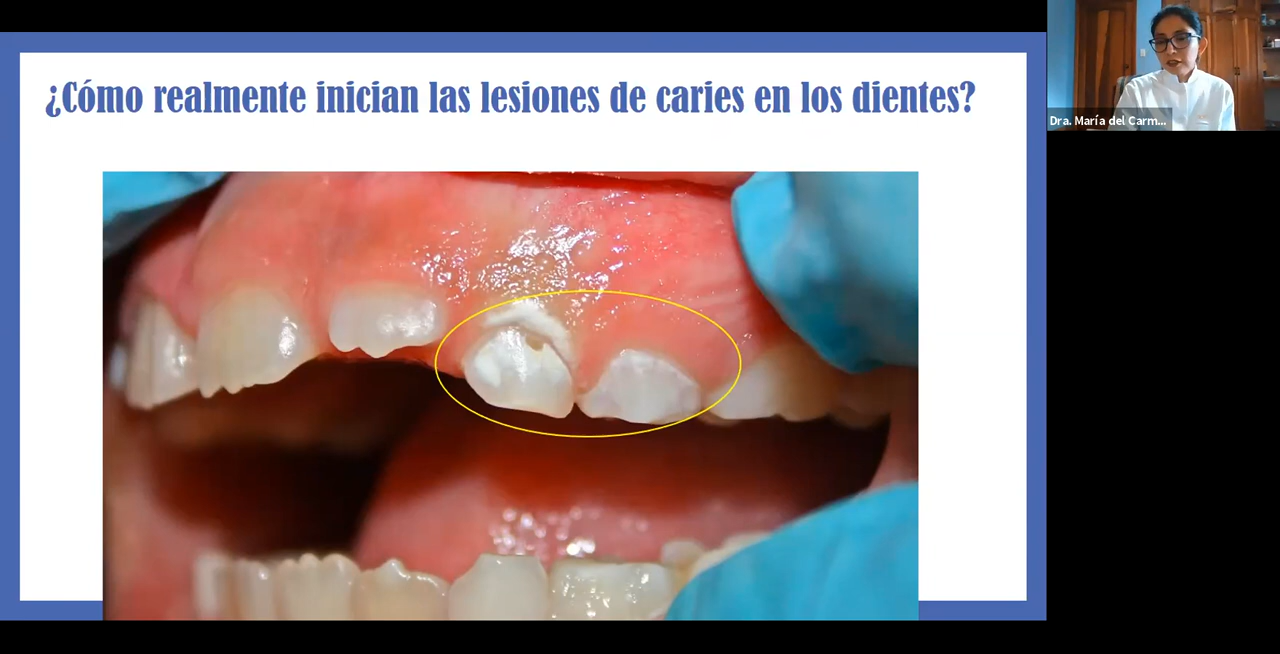 ¿Cómo realmente inician las lesiones de caries en los dientes?
Dra. María del Carm...